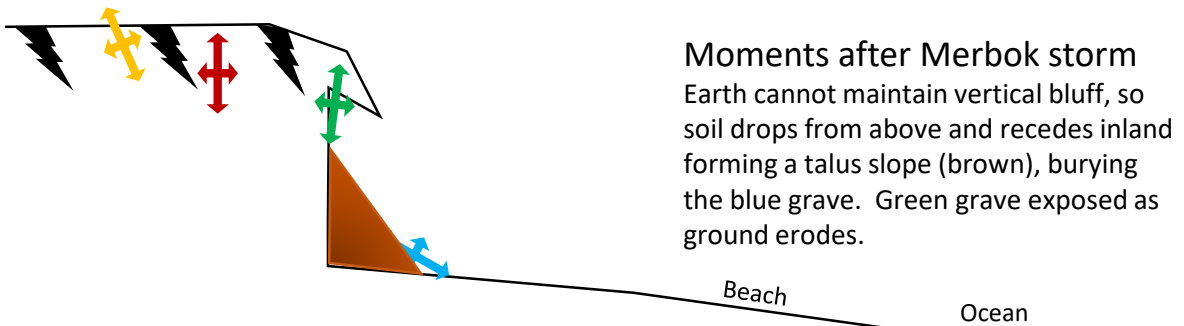 Moments after Merbok storm
Earth cannot maintain vertical bluff, so
soil drops from above and recedes inland
forming a talus slope (brown), burying
the blue grave.  Green grave exposed as
ground erodes.
Beach
Ocean